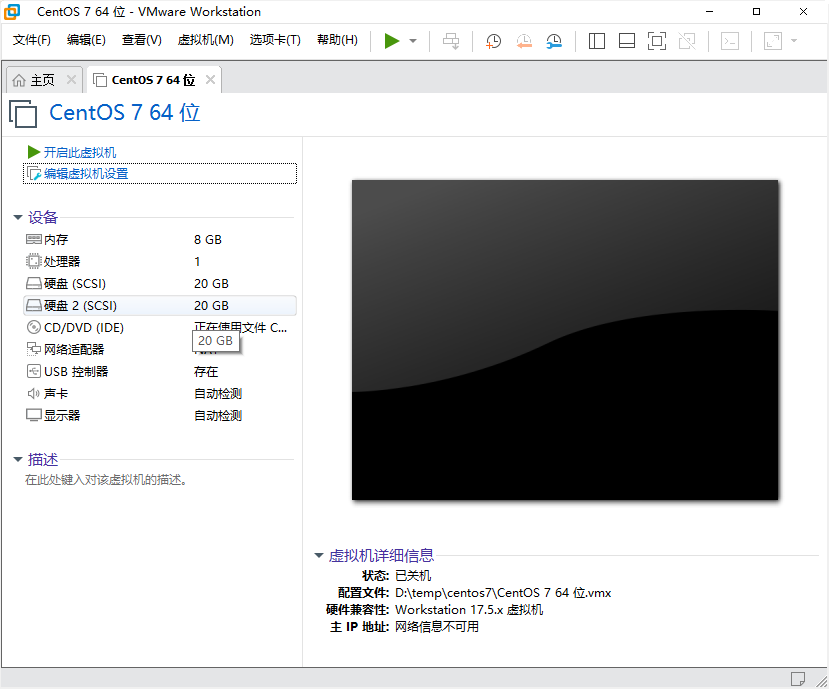 CentOS 7 64 位 - VMware Workstation
文件(F) 编辑(E) 查看(V) 虚拟机(M) 选项卡(T) 帮助(H)
主页 CentOS 7 64 位
CentOS 7 64 位
开启此虚拟机
编辑虚拟机设置
设备
内存 8 GB
处理器 1
硬盘 (SCSI) 20 GB
硬盘 2 (SCSI) 20 GB
CD/DVD (IDE) 正在使用文件 C...
20 GB
网络适配器
USB 控制器 存在
声卡 自动检测
显示器 自动检测
描述
在此处键入对该虚拟机的描述。
虚拟机详细信息
状态: 已关机
配置文件: D:\temp\centos7\CentOS 7 64 位.vmx
硬件兼容性: Workstation 17.5.x 虚拟机
主 IP 地址: 网络信息不可用